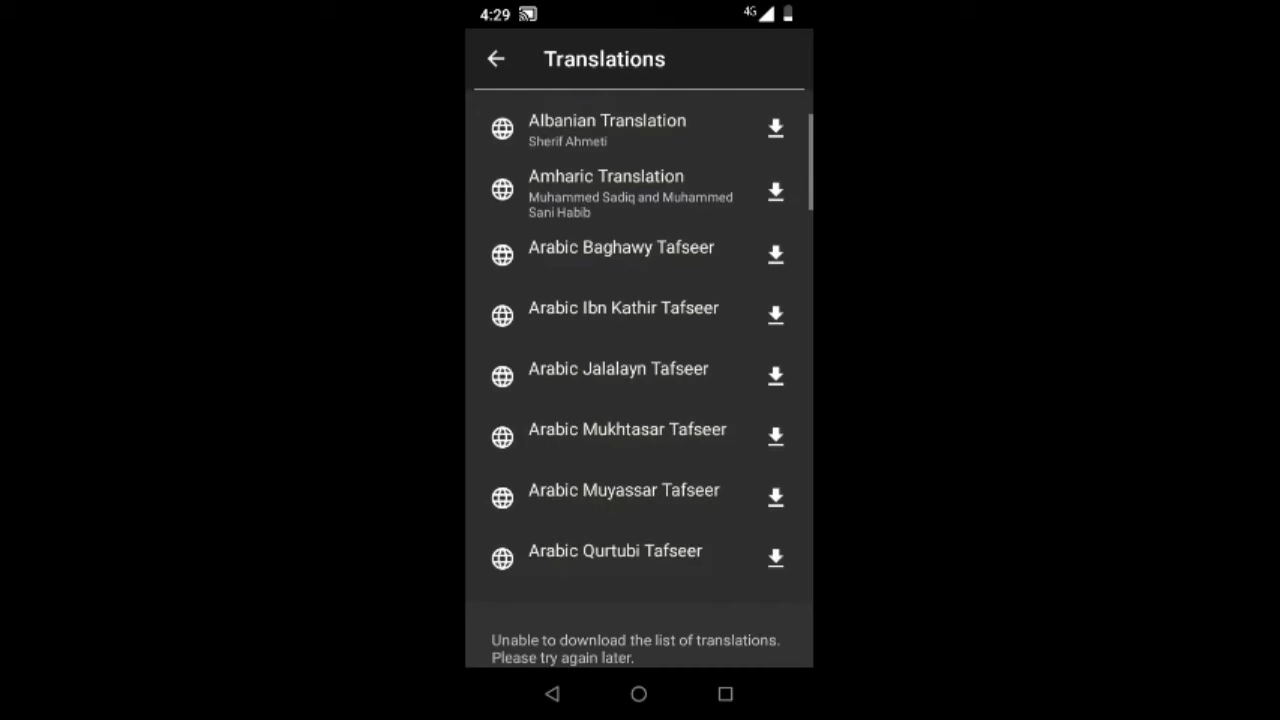 4:29
4G
Translations
Albanian Translation
Sherif Ahmeti
Amharic Translation
Muhammed Sadiq and Muhammed
Sani Habib
Arabic Baghawy Tafseer
Arabic Ibn Kathir Tafseer
Arabic Jalalayn Tafseer
Arabic Mukhtasar Tafseer
Arabic Muyassar Tafseer
Arabic Qurtubi Tafseer
Unable to download the list of translations.
Please try again later.